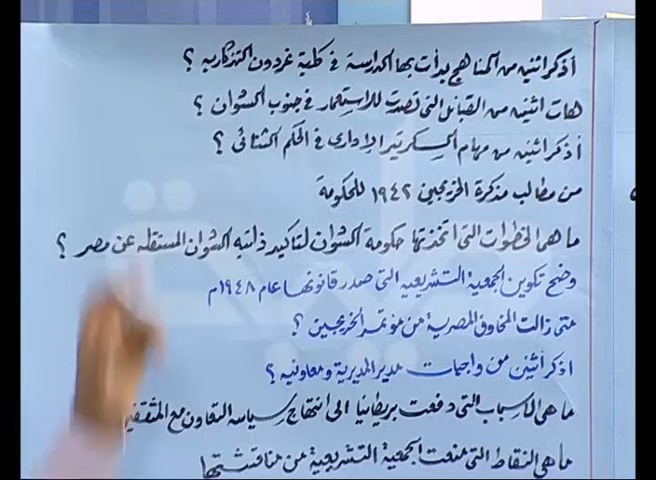 أذكر اثنين من المناهج بدأت بها الدراسة في كلية غردون التذكارية ؟
هات اثنين من القبائل التي تصدت للاستعمار في جنوب السودان ؟
أذكر اثنين من مهام السكرتير الإداري في الحكم الثنائي ؟
من مطالب مذكرة الخريجين ١٩٤٢ للحكومة
ما هي الخطوات التي اتخذتها حكومة السودان لتأكيد ذاتية السودان المستقلة عن مصر ؟
وضح تكوين الجمعية التشريعية التي صدر قانونها عام ١٩٤٨م
متى زالت المخاوف المصرية من مؤتمر الخريجين ؟
اذكر اثنين من واجبات مدير المديرية ومعاونيه ؟
ما هي الأسباب التي دفعت بريطانيا الى انتهاج سياسة التعاون مع
ما هي النقاط التي منعت الجمعية التشريعية من مناقشتها